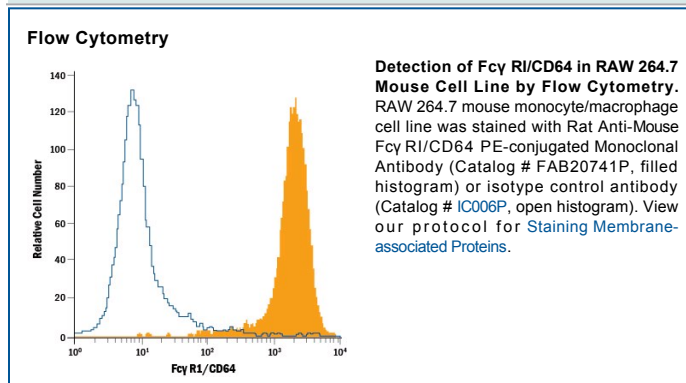 Flow Cytometry
140
120
100
80
60
40
20
0
Relative Cell Number
10⁰
10¹
10²
10³
10⁴
Fcγ R1/CD64
Detection of Fcγ RI/CD64 in RAW 264.7
Mouse Cell Line by Flow Cytometry.
RAW 264.7 mouse monocyte/macrophage
cell line was stained with Rat Anti-Mouse
Fcγ RI/CD64 PE-conjugated Monoclonal
Antibody (Catalog # FAB20741P, filled
histogram) or isotype control antibody
(Catalog # IC006P, open histogram). View
our protocol for Staining Membrane-
associated Proteins.